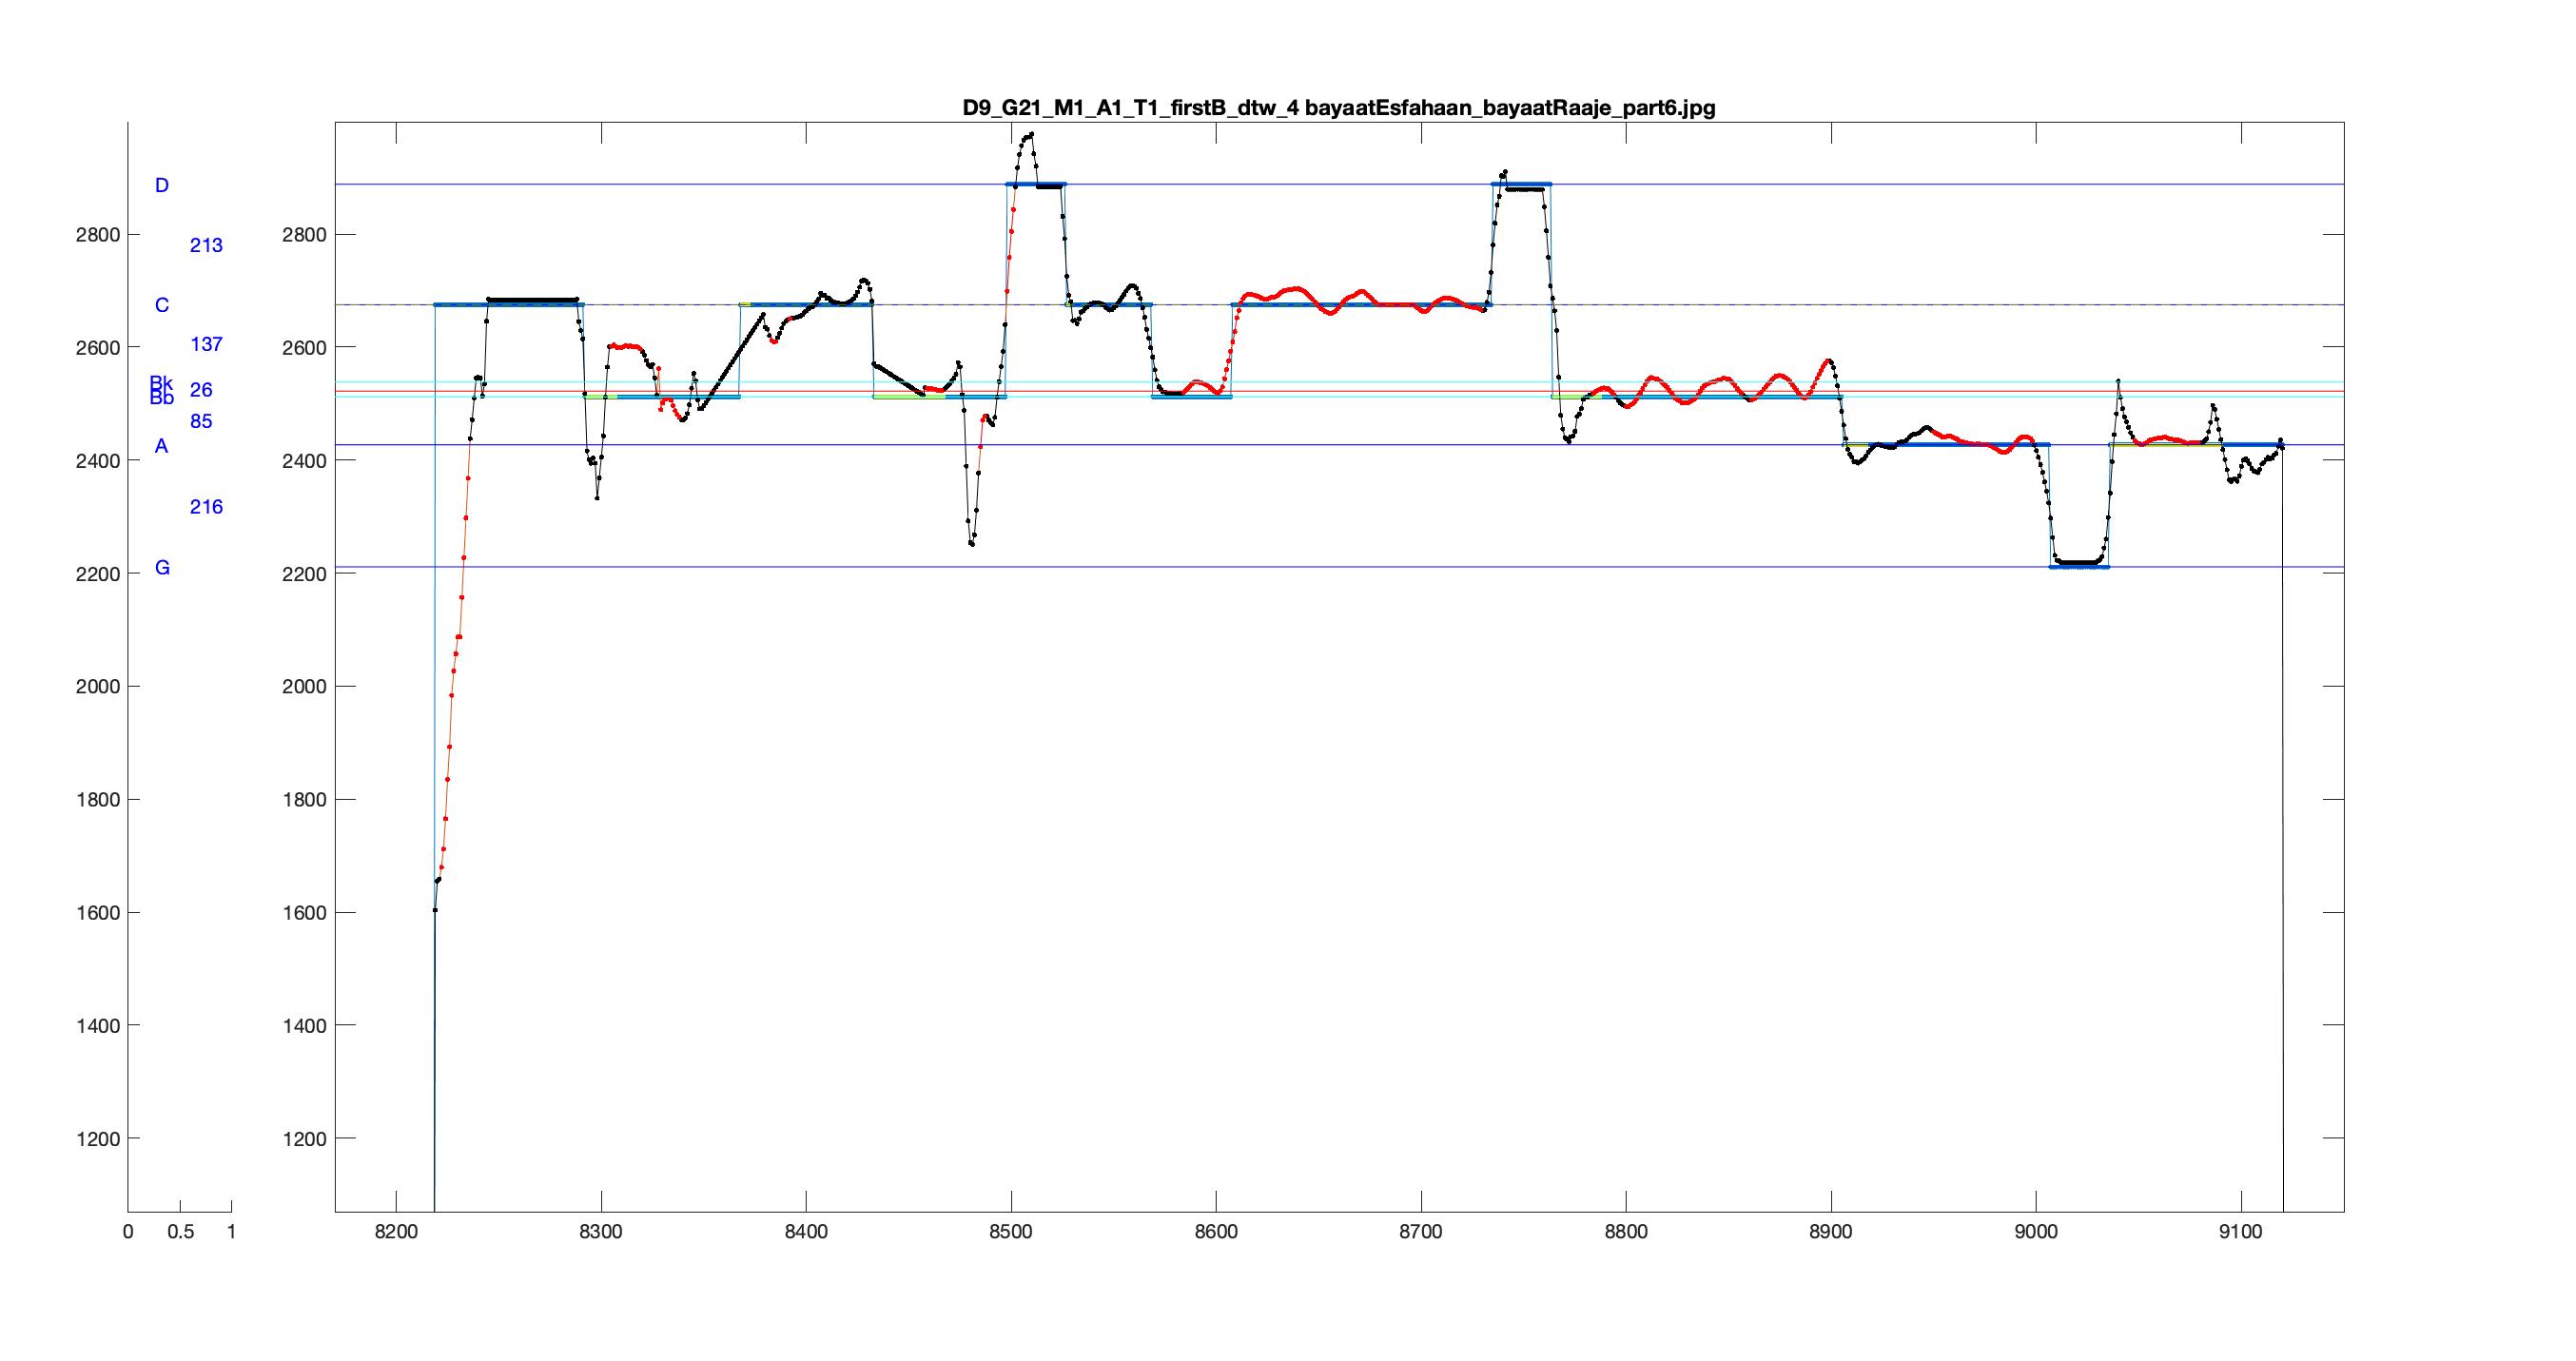 D9_G21_M1_A1_T1_firstB_dtw_4 bayaatEsfahaan_bayaatRaaje_part6.jpg
D
2800 213 2800
C
2600 137 2600
Bk
26
Bb
85
2400 A 2400
216
2200 G 2200
2000 2000
1800 1800
1600 1600
1400 1400
1200 1200
0 0.5 1 8200 8300 8400 8500 8600 8700 8800 8900 9000 9100